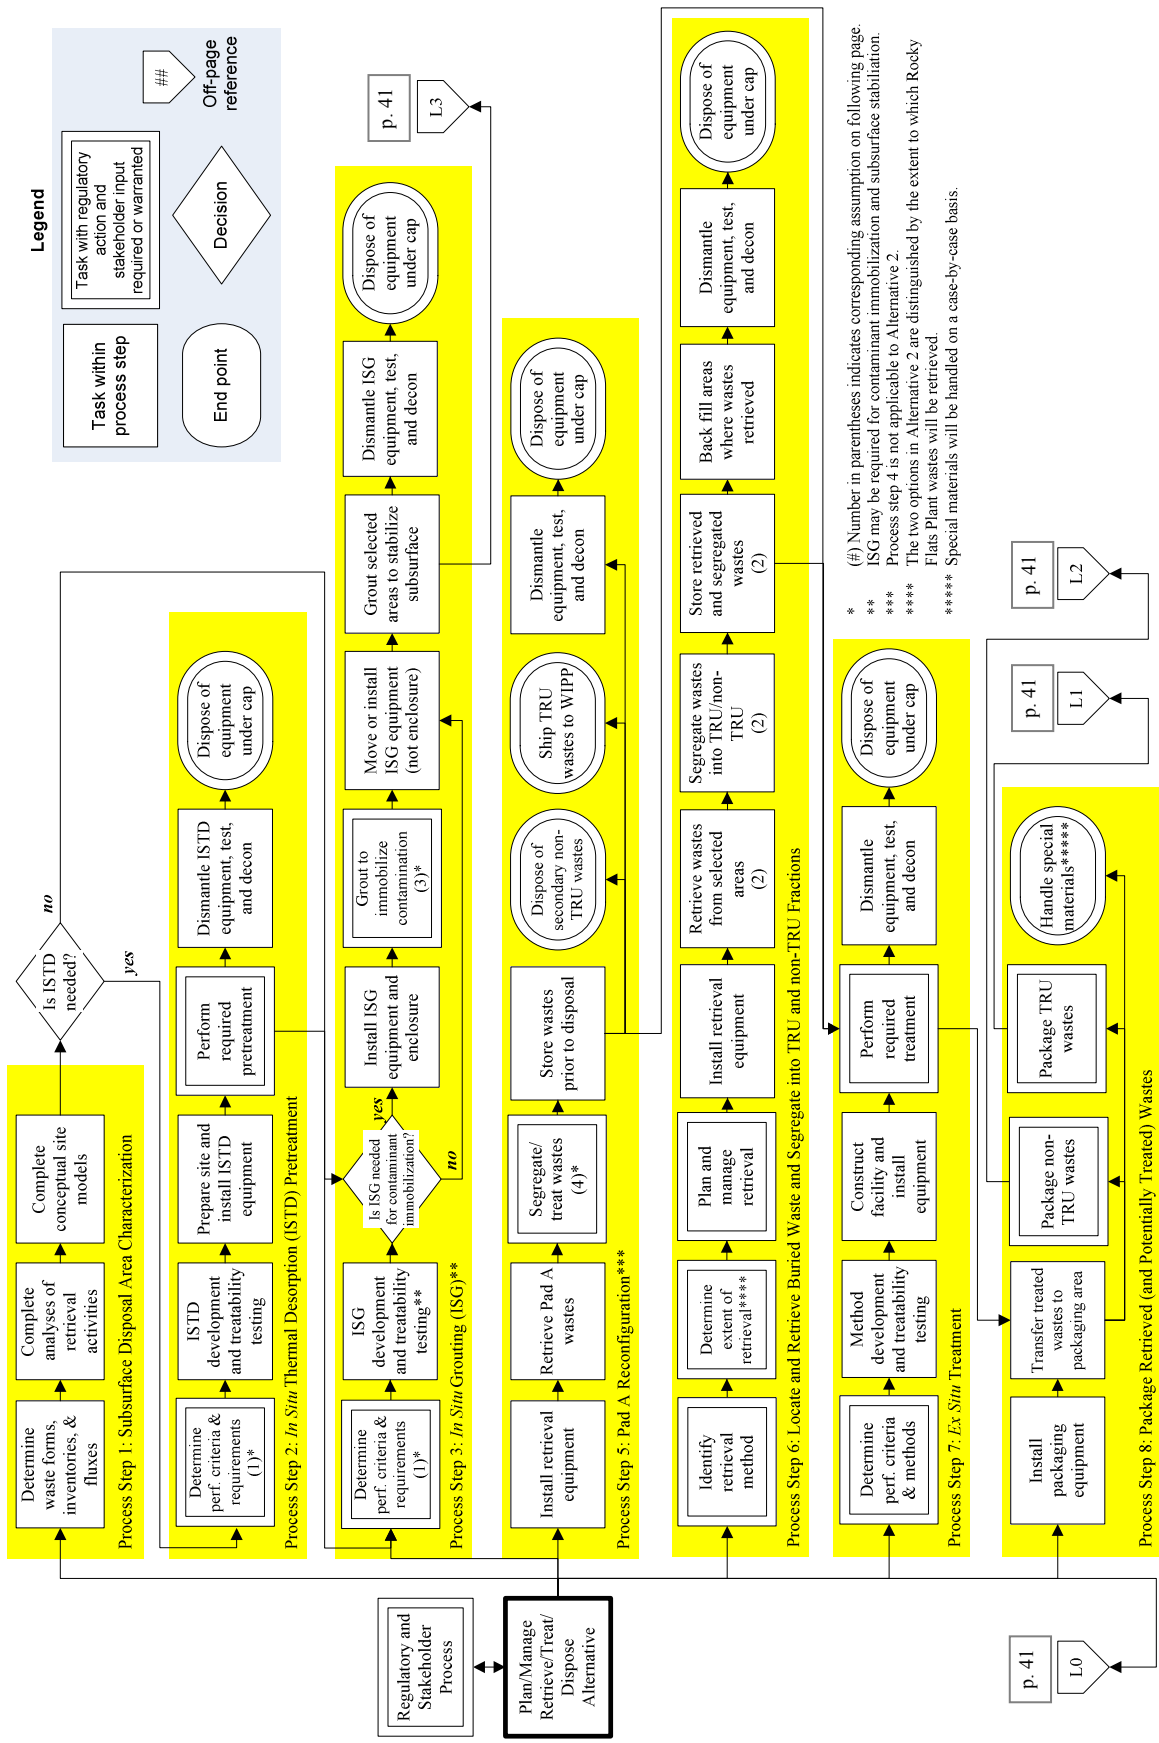 Legend
Task within
process step
Task with regulatory
action and
stakeholder input
required or warranted
End point
Decision
##
Off-page
reference
Regulatory and
Stakeholder
Process
Plan/Manage
Retrieve/Treat/
Dispose
Alternative
Determine
waste forms,
inventories, &
fluxes
Complete
analyses of
retrieval
activities
Complete
conceptual site
models
Is ISTD
needed?
no
yes
Process Step 1: Subsurface Disposal Area Characterization
Determine
perf. criteria &
requirements
(1)*
ISTD
development
and treatability
testing
Prepare site and
install ISTD
equipment
Perform
required
pretreatment
Dismantle ISTD
equipment, test,
and decon
Dispose of
equipment
under cap
Process Step 2: In Situ Thermal Desorption (ISTD) Pretreatment
Determine
perf. criteria &
requirements
(1)*
ISG
development
and treatability
testing**
Is ISG needed
for contaminant
immobilization?
yes
no
Install ISG
equipment and
enclosure
Grout to
immobilize
contamination
(3)*
Move or install
ISG equipment
(not enclosure)
Grout selected
areas to stabilize
subsurface
Dismantle ISG
equipment, test,
and decon
Dispose of
equipment
under cap
p. 41
L3
Process Step 3: In Situ Grouting (ISG)**
Install retrieval
equipment
Retrieve Pad A
wastes
Segregate/
treat wastes
(4)*
Store wastes
prior to disposal
Dispose of
secondary non-
TRU wastes
Ship TRU
wastes to WIPP
Dismantle
equipment, test,
and decon
Dispose of
equipment
under cap
Process Step 5: Pad A Reconfiguration***
Identify
retrieval
method
Determine
extent of
retrieval****
Plan and
manage
retrieval
Install retrieval
equipment
Retrieve wastes
from selected
areas
(2)
Segregate wastes
into TRU/non-
TRU
(2)
Store retrieved
and segregated
wastes
(2)
Back fill areas
where wastes
retrieved
Dismantle
equipment, test,
and decon
Dispose of
equipment
under cap
Process Step 6: Locate and Retrieve Buried Waste and Segregate into TRU and non-TRU Fractions
Determine
perf. criteria
& methods
Method
development
and treatability
testing
Construct
facility and
install
equipment
Perform
required
treatment
Dismantle
equipment, test,
and decon
Dispose of
equipment
under cap
Process Step 7: Ex Situ Treatment
Install
packaging
equipment
Transfer treated
wastes to
packaging area
Package non-
TRU wastes
Package TRU
wastes
Handle special
materials*****
Process Step 8: Package Retrieved (and Potentially Treated) Wastes
p. 41
L0
p. 41
L1
p. 41
L2
* (#) Number in parentheses indicates corresponding assumption on following page.
** ISG may be required for contaminant immobilization and subsurface stabiliation.
*** Process step 4 is not applicable to Alternative 2.
**** The two options in Alternative 2 are distinguished by the extent to which Rocky
Flats Plant wastes will be retrieved.
***** Special materials will be handled on a case-by-case basis.